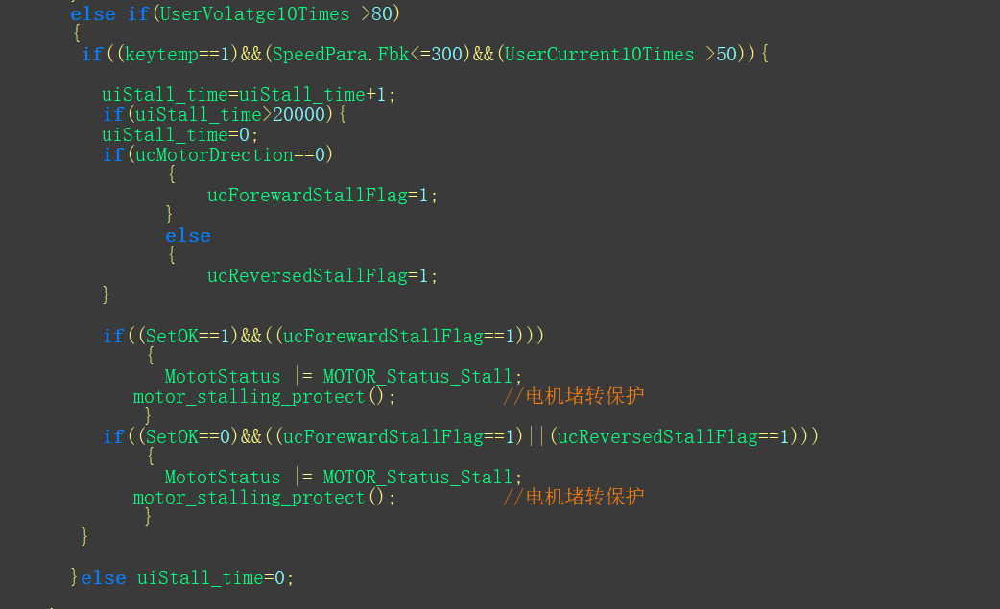 else if(UserVolatge10Times >80)
{
if((keytemp==1)&&(SpeedPara.Fbk<=300)&&(UserCurrent10Times >50)){
uiStall_time=uiStall_time+1;
if(uiStall_time>20000){
uiStall_time=0;
if(ucMotorDrection==0)
{
ucForewardStallFlag=1;
}
else
{
ucReversedStallFlag=1;
}
if((SetOK==1)&&((ucForewardStallFlag==1)))
{
MototStatus |= MOTOR_Status_Stall;
motor_stalling_protect(); //电机堵转保护
}
if((SetOK==0)&&((ucForewardStallFlag==1)||(ucReversedStallFlag==1)))
{
MototStatus |= MOTOR_Status_Stall;
motor_stalling_protect(); //电机堵转保护
}
}
}else uiStall_time=0;